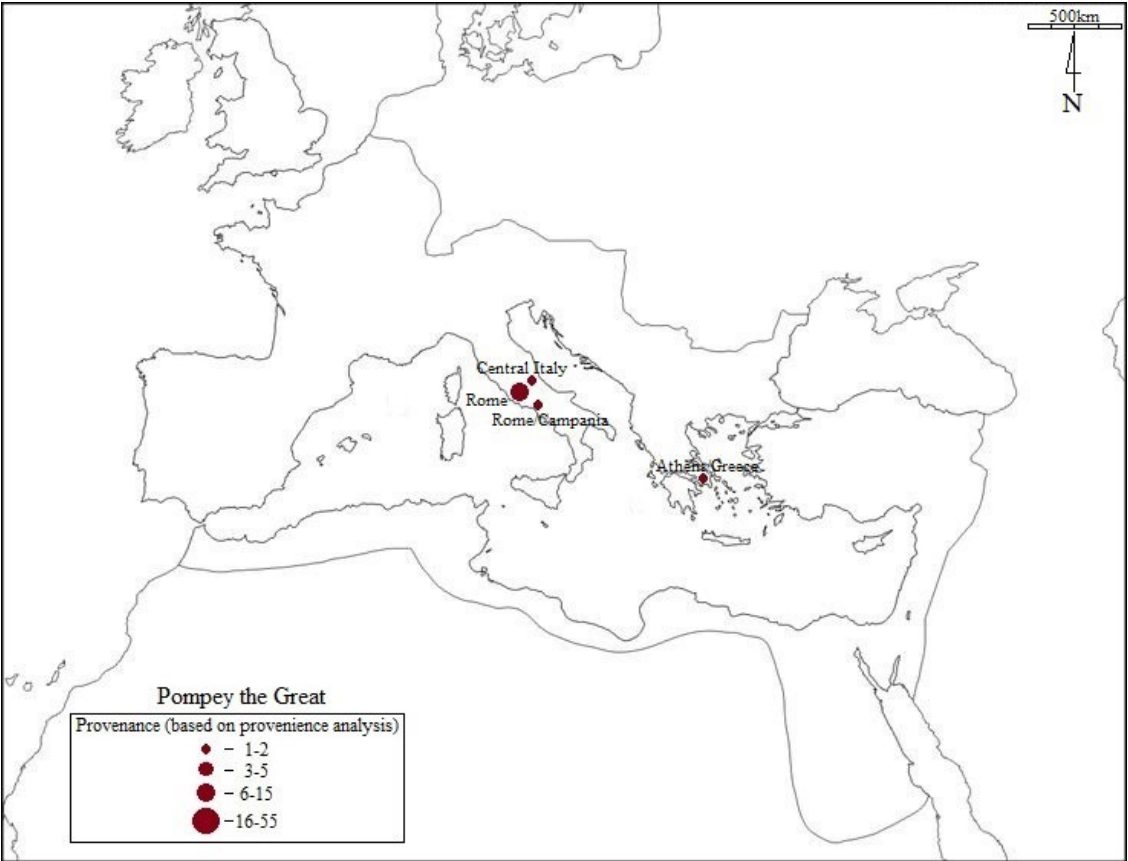 500km
N
Central Italy
Rome
Rome/Campania
Athens Greece
Pompey the Great
Provenance (based on provenience analysis)
- 1-2
- 3-5
- 6-15
-16-55